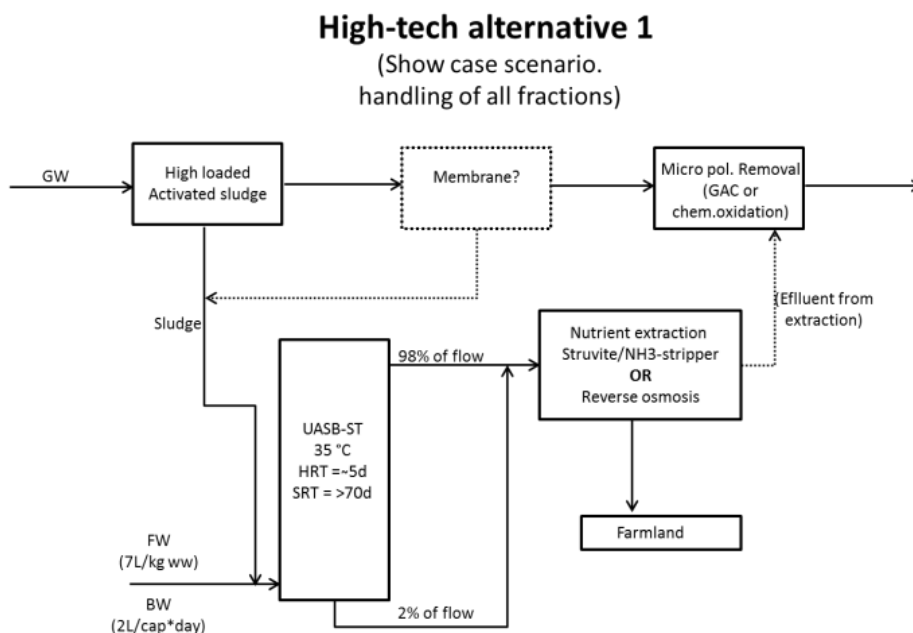 High-tech alternative 1
(Show case scenario.
handling of all fractions)
GW
High loaded
Activated sludge
Membrane?
Micro pol. Removal
(GAC or
chem.oxidation)
Sludge
(Eflluent from
extraction)
98% of flow
Nutrient extraction
Struvite/NH3-stripper
OR
Reverse osmosis
UASB-ST
35 °C
HRT =~5d
SRT = >70d
Farmland
FW
(7L/kg ww)
BW
(2L/cap*day)
2% of flow